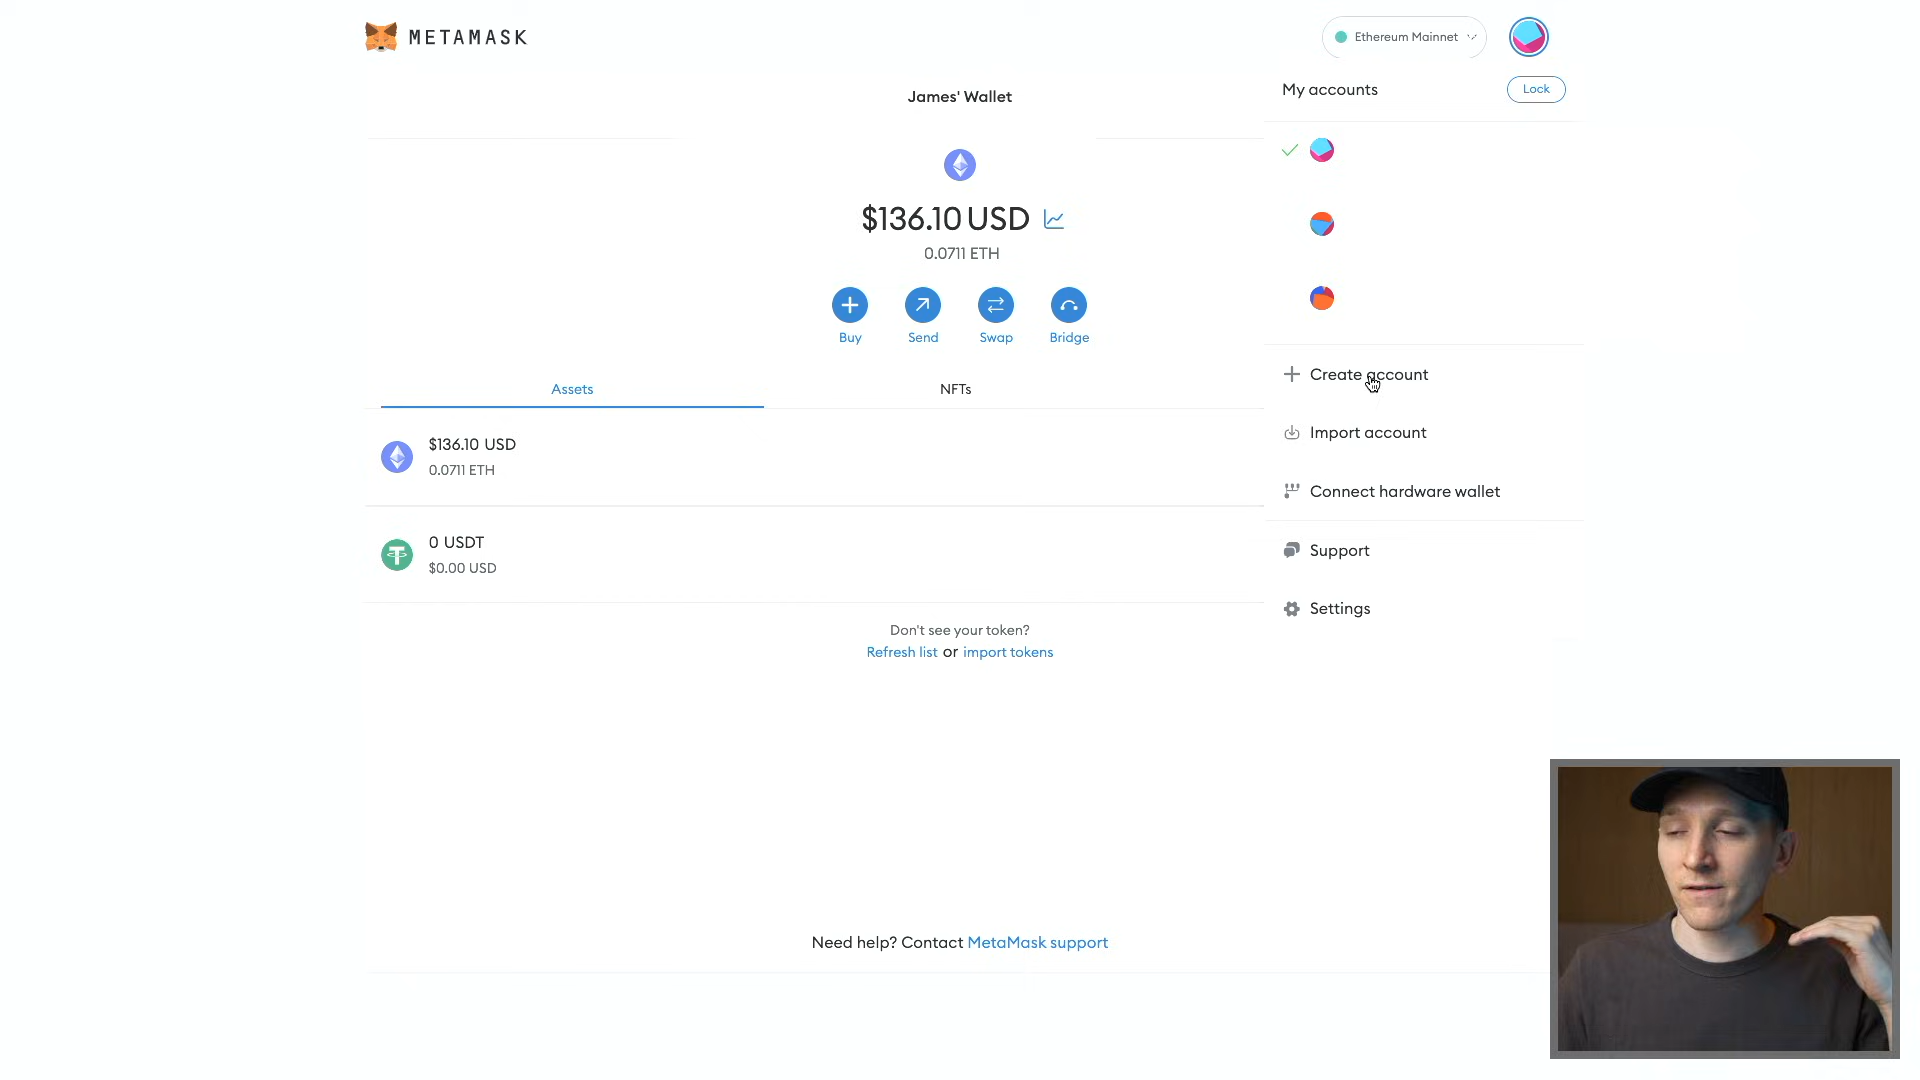 METAMASK
Ethereum Mainnet
James' Wallet
My accounts
Lock
$136.10 USD
0.0711 ETH
Buy
Send
Swap
Bridge
Assets
NFTs
$136.10 USD
0.0711 ETH
0 USDT
$0.00 USD
Don't see your token?
Refresh list or import tokens
Need help? Contact MetaMask support
Create account
Import account
Connect hardware wallet
Support
Settings